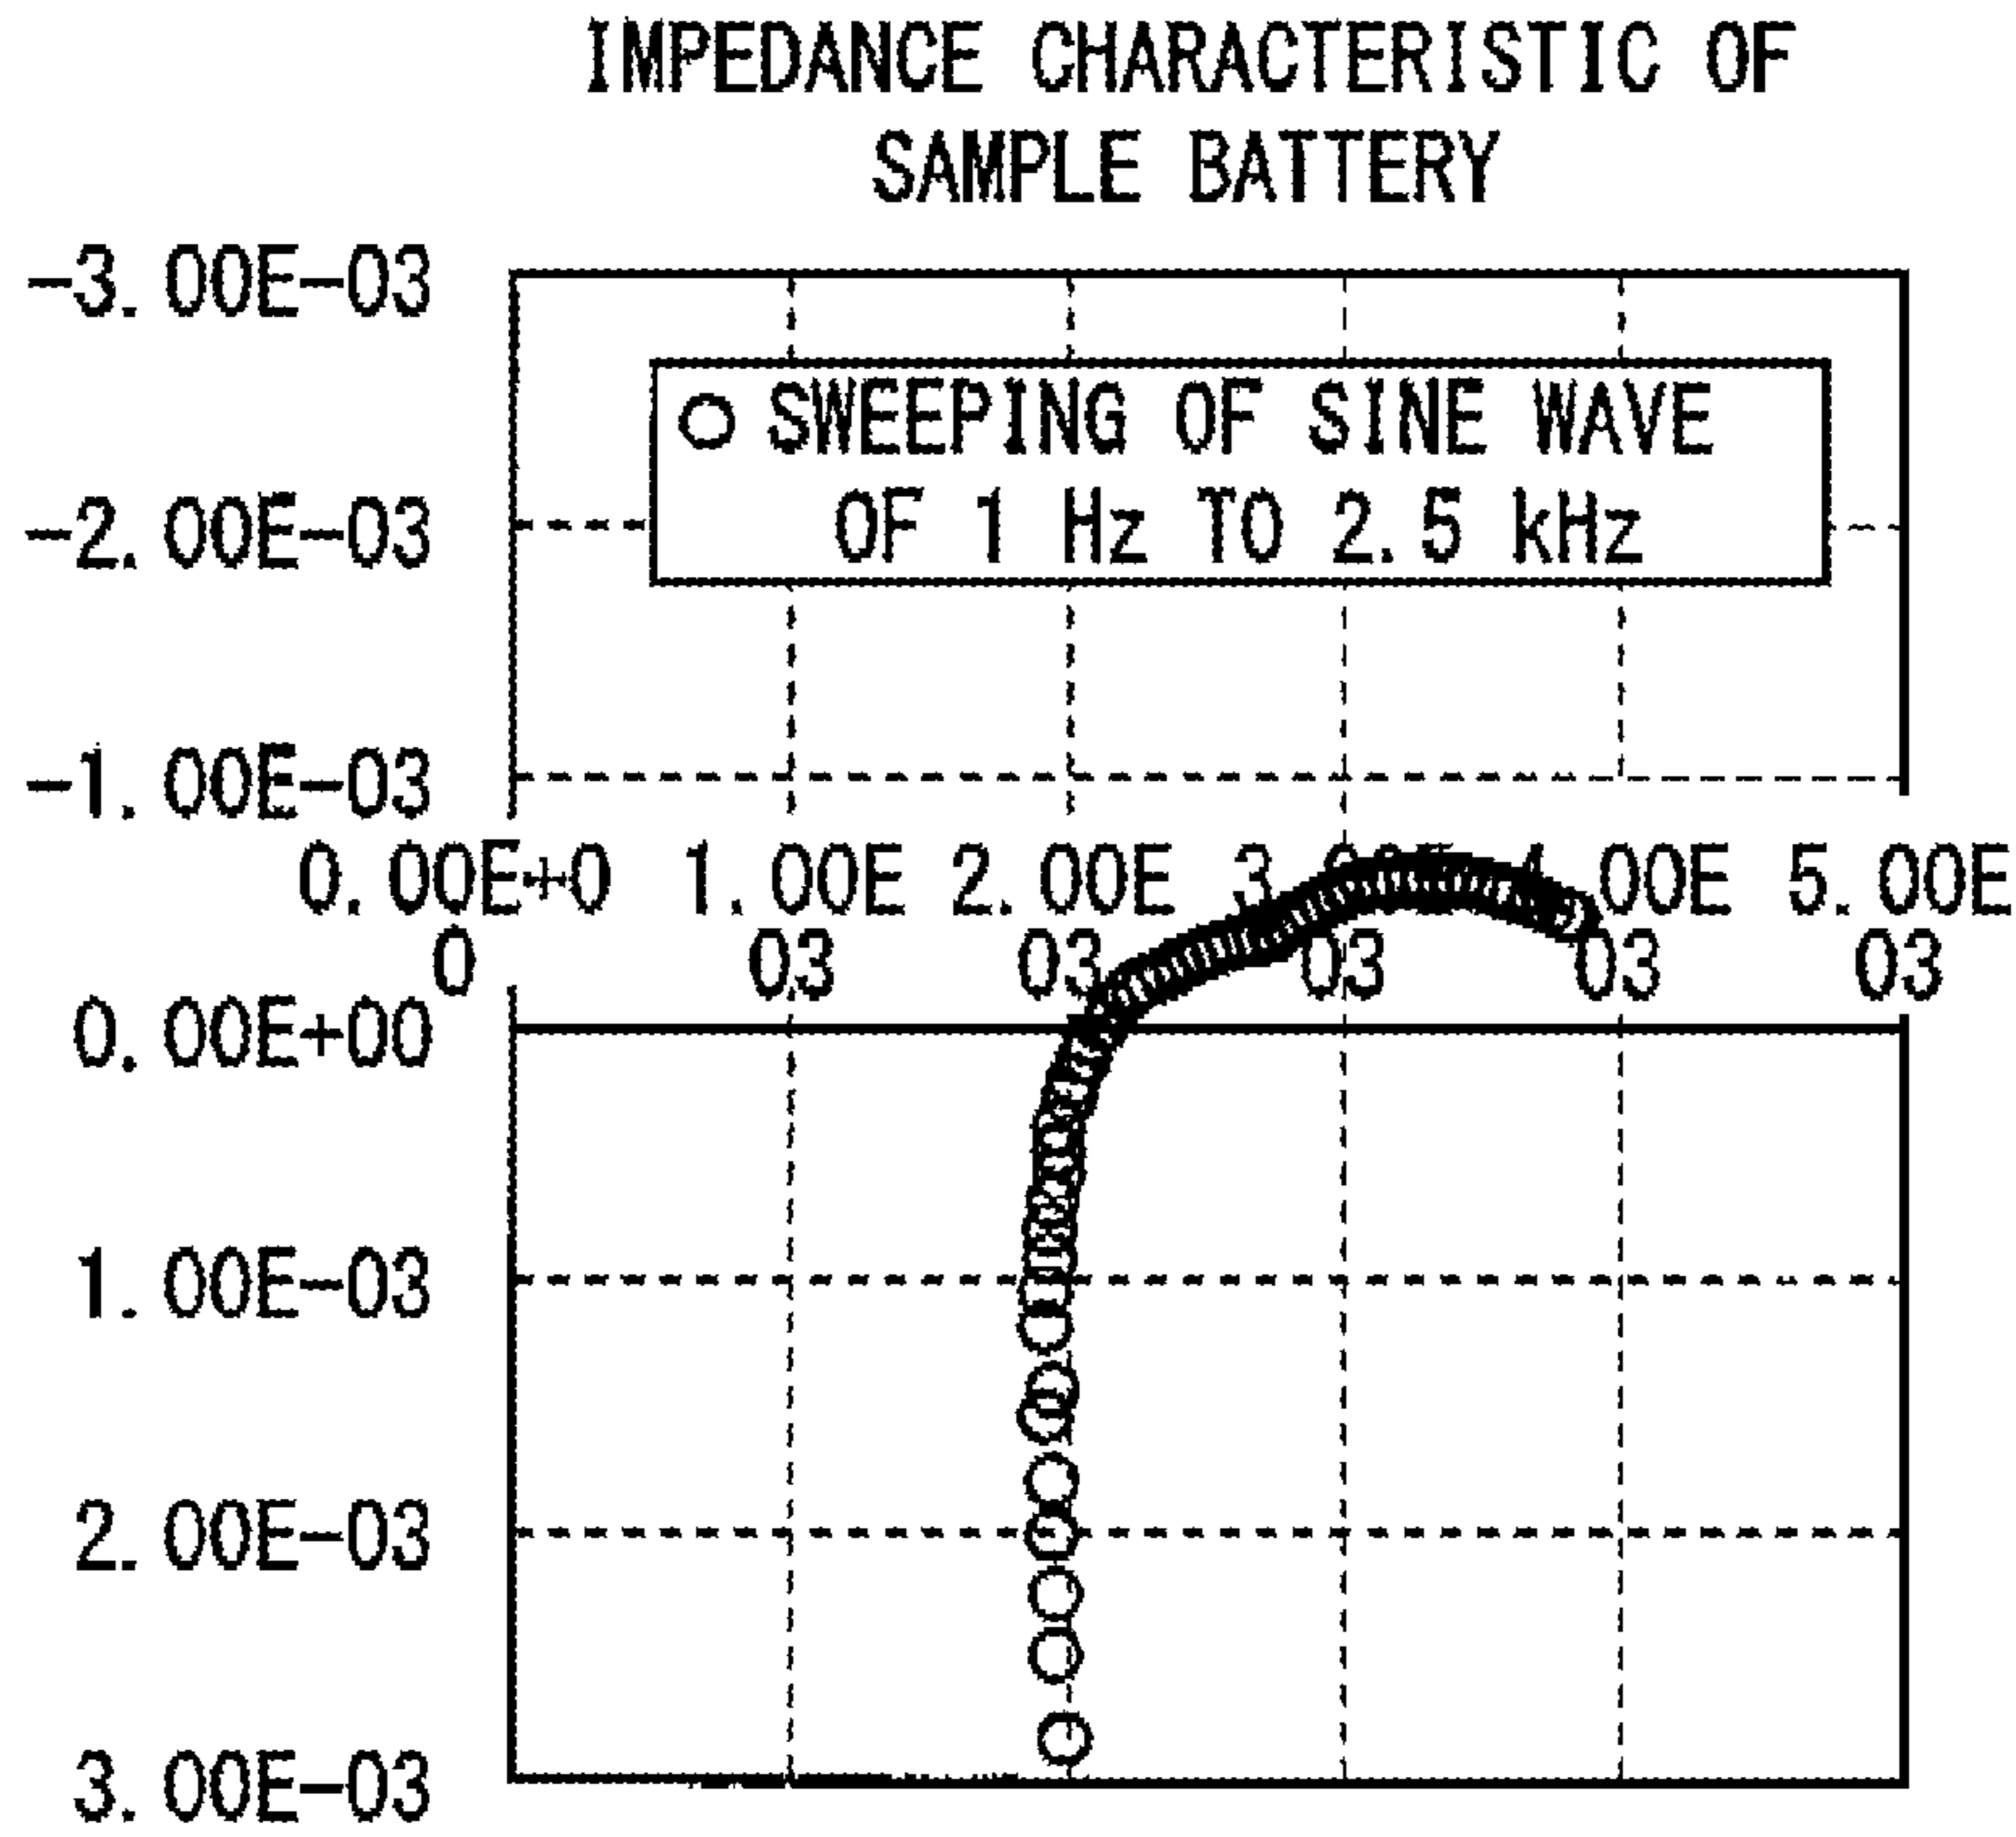 IMPEDANCE CHARACTERISTIC OF
SAMPLE BATTERY
-3.00E-03
○ SWEEPING OF SINE WAVE
OF 1 Hz TO 2.5 kHz
-2.00E-03
-1.00E-03
0.00E+0 1.00E 2.00E 4.00E 5.00E
0 03 03 03 03 03
0.00E+00
1.00E-03
2.00E-03
3.00E-03